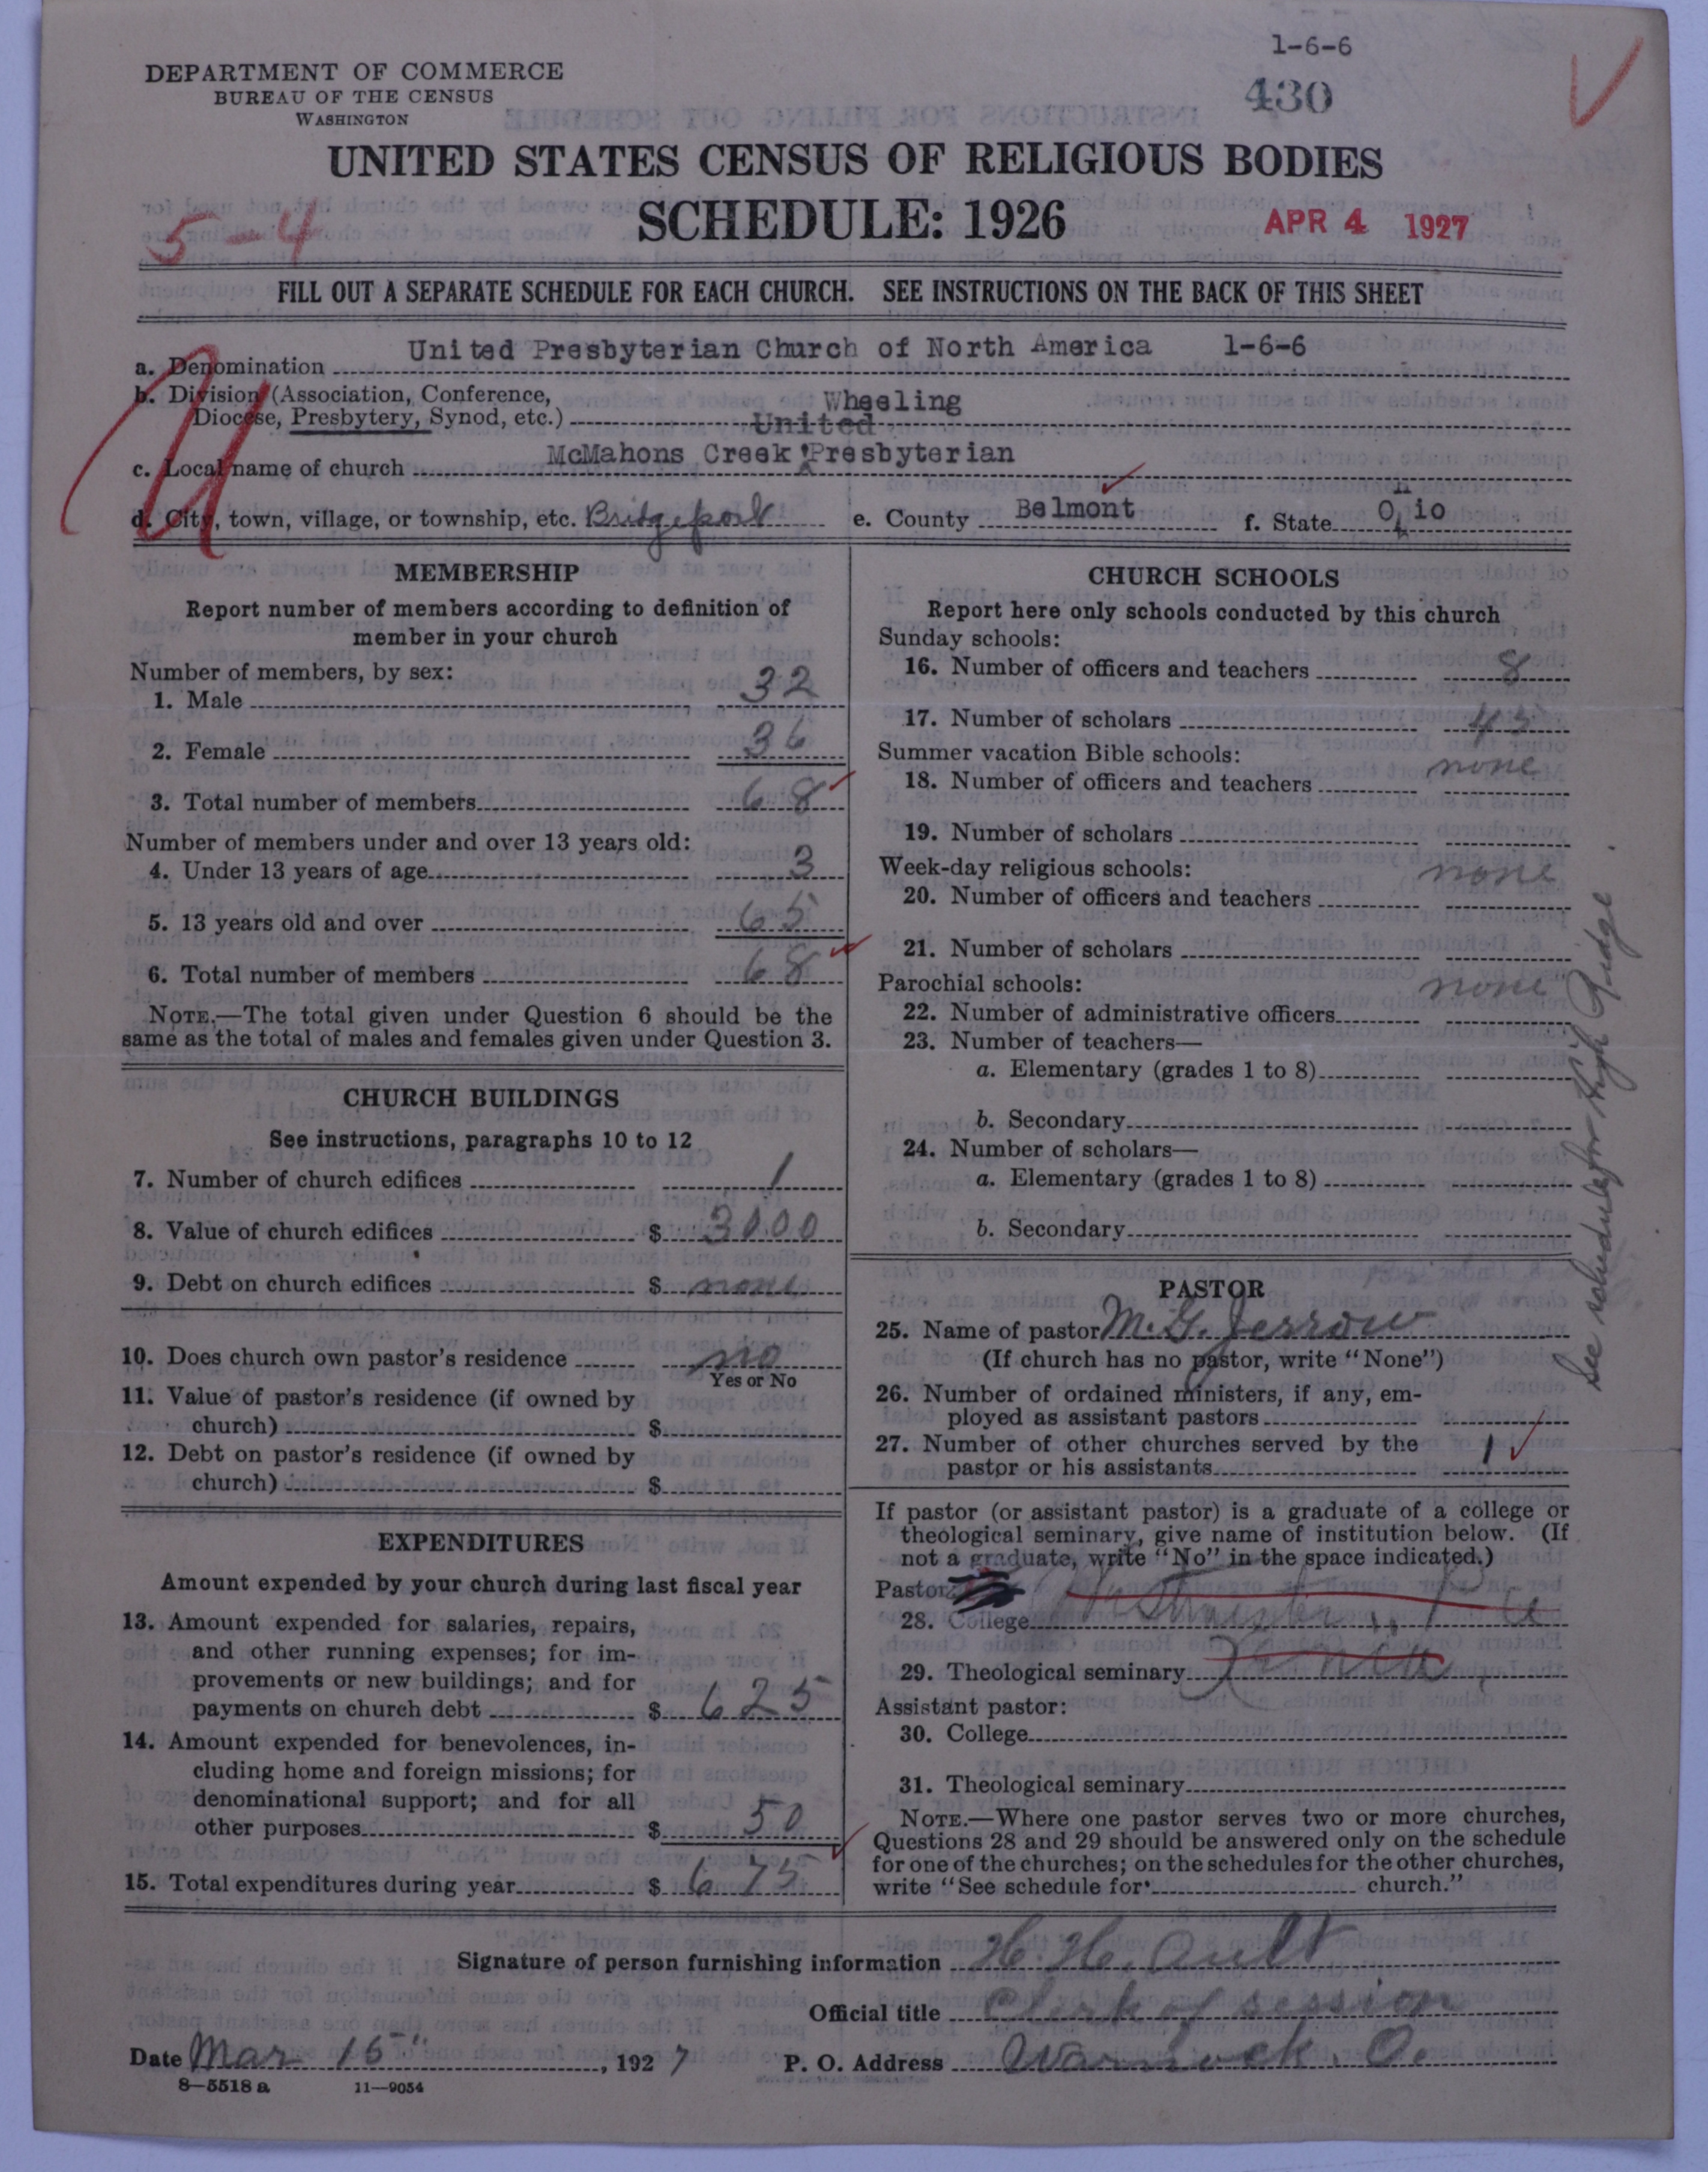 1-6-6
DEPARTMENT OF COMMERCE
BUREAU OF THE CENSUS
WASHINGTON
430
UNITED STATES CENSUS OF RELIGIOUS BODIES
SCHEDULE: 1926
APR 4 1927
5-4
FILL OUT A SEPARATE SCHEDULE FOR EACH CHURCH. SEE INSTRUCTIONS ON THE BACK OF THIS SHEET
a. Denomination United Presbyterian Church of North America 1-6-6
b. Division (Association, Conference,
Diocese, Presbytery, Synod, etc.) Wheeling
United
c. Local name of church McMahons Creek Presbyterian
d. City, town, village, or township, etc. Bridgeport e. County Belmont f. State Ohio
MEMBERSHIP
Report number of members according to definition of
member in your church
Number of members, by sex:
1. Male 32
2. Female 36
3. Total number of members 68
Number of members under and over 13 years old:
4. Under 13 years of age 3
5. 13 years old and over 65
6. Total number of members 68
NOTE.—The total given under Question 6 should be the
same as the total of males and females given under Question 3.
CHURCH BUILDINGS
See instructions, paragraphs 10 to 12
7. Number of church edifices 1
8. Value of church edifices $ 3000
9. Debt on church edifices $ none
10. Does church own pastor's residence no
Yes or No
11. Value of pastor's residence (if owned by
church) $
12. Debt on pastor's residence (if owned by
church) $
EXPENDITURES
Amount expended by your church during last fiscal year
13. Amount expended for salaries, repairs,
and other running expenses; for im-
provements or new buildings; and for
payments on church debt $ 625
14. Amount expended for benevolences, in-
cluding home and foreign missions; for
denominational support; and for all
other purposes $ 50
15. Total expenditures during year $ 675
CHURCH SCHOOLS
Report here only schools conducted by this church
Sunday schools:
16. Number of officers and teachers 8
17. Number of scholars 43
Summer vacation Bible schools:
18. Number of officers and teachers none
19. Number of scholars
Week-day religious schools:
20. Number of officers and teachers none
21. Number of scholars
Parochial schools:
22. Number of administrative officers none
23. Number of teachers—
a. Elementary (grades 1 to 8)
b. Secondary
24. Number of scholars—
a. Elementary (grades 1 to 8)
b. Secondary
See schedule for High Ridge.
PASTOR
25. Name of pastor M. G. Jerrow
(If church has no pastor, write "None")
26. Number of ordained ministers, if any, em-
ployed as assistant pastors
27. Number of other churches served by the
pastor or his assistants 1
If pastor (or assistant pastor) is a graduate of a college or
theological seminary, give name of institution below. (If
not a graduate, write "No" in the space indicated.)
Pastor:
28. College Westminster, Pa
29. Theological seminary Xenia
Assistant pastor:
30. College
31. Theological seminary
NOTE.—Where one pastor serves two or more churches,
Questions 28 and 29 should be answered only on the schedule
for one of the churches; on the schedules for the other churches,
write "See schedule for church."
Signature of person furnishing information H. H. Ault
Official title Clerk of session
Date Mar 15", 1927 P. O. Address Warnock. O.
8-5518 a 11-9054